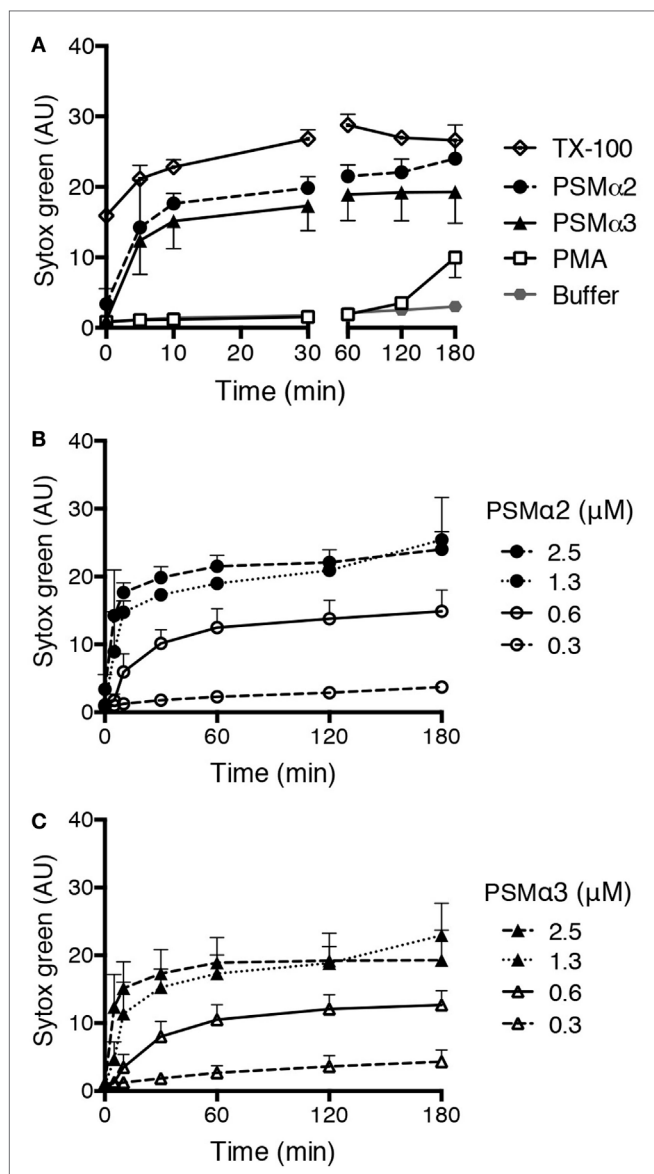 A
Sytox green (AU)
40
30
20
10
0
0 10 20 30 60 120 180
Time (min)
TX-100
PSMα2
PSMα3
PMA
Buffer
B
Sytox green (AU)
40
30
20
10
0
0 60 120 180
Time (min)
PSMα2 (μM)
2.5
1.3
0.6
0.3
C
Sytox green (AU)
40
30
20
10
0
0 60 120 180
Time (min)
PSMα3 (μM)
2.5
1.3
0.6
0.3